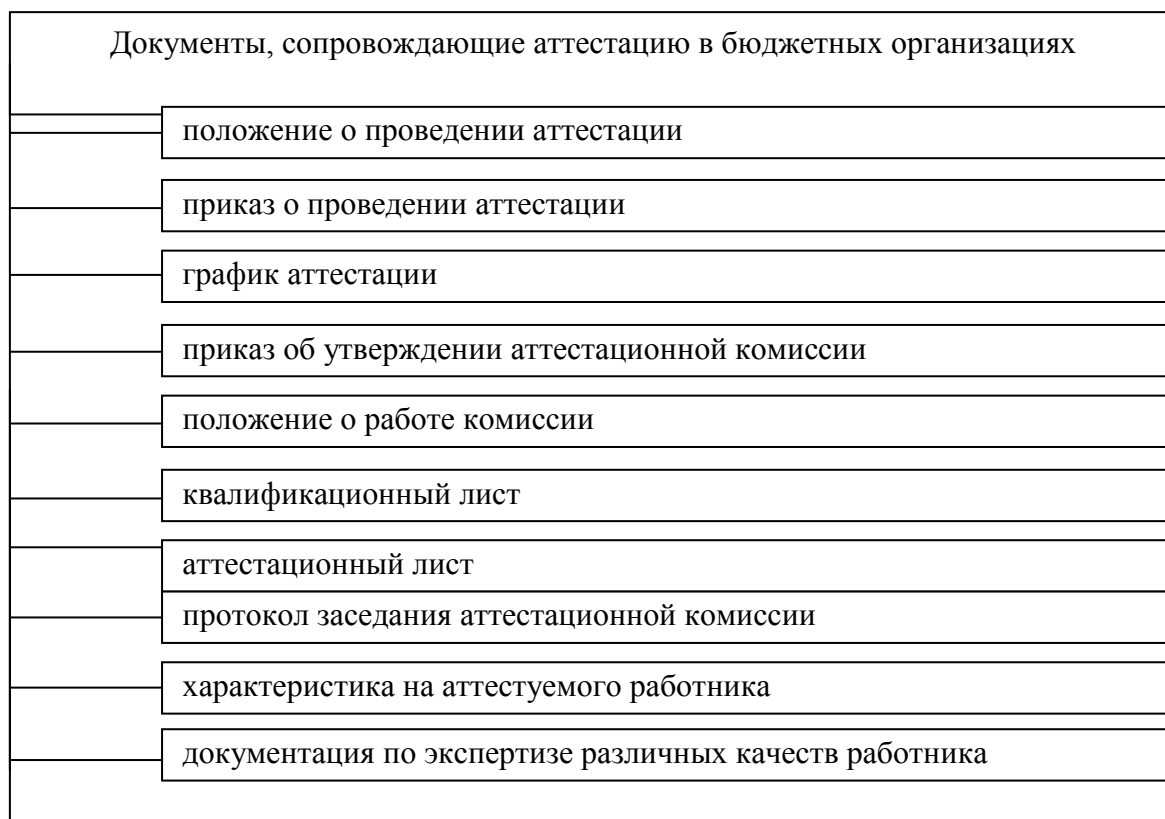 Документы, сопровождающие аттестацию в бюджетных организациях
положение о проведении аттестации
приказ о проведении аттестации
график аттестации
приказ об утверждении аттестационной комиссии
положение о работе комиссии
квалификационный лист
аттестационный лист
протокол заседания аттестационной комиссии
характеристика на аттестуемого работника
документация по экспертизе различных качеств работника